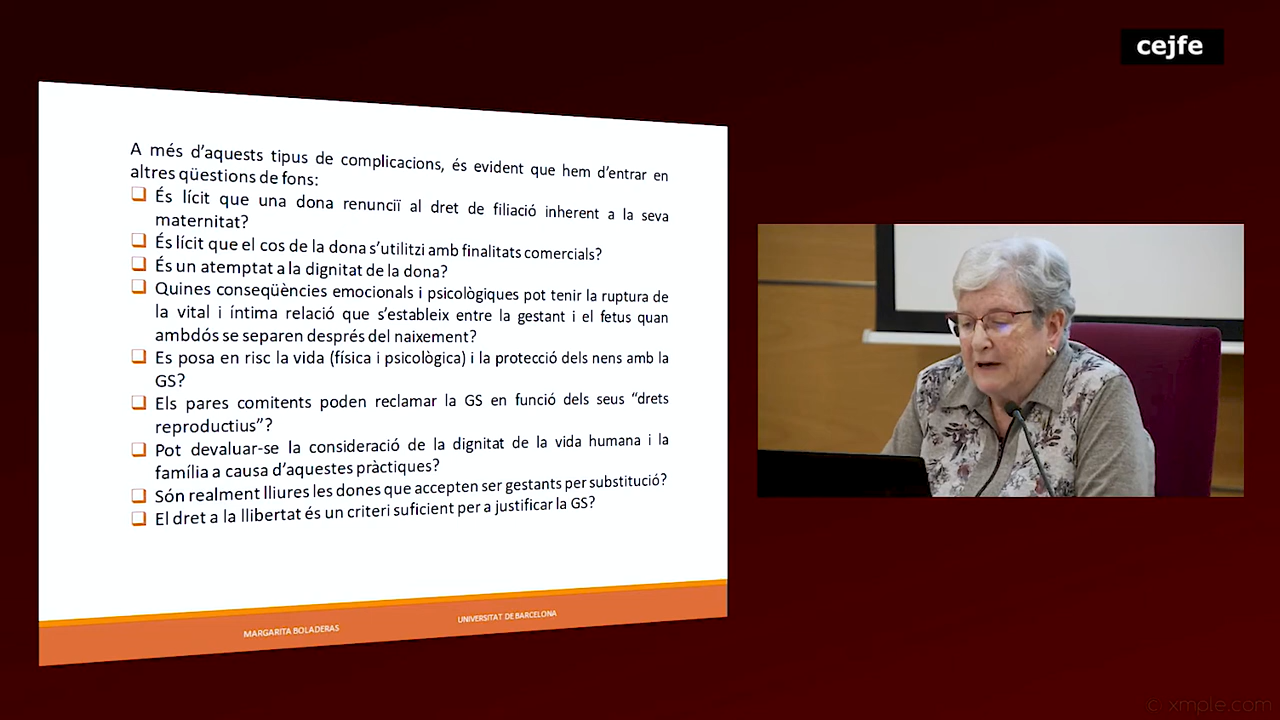 cejfe
A més d'aquests tipus de complicacions, és evident que hem d'entrar en
altres qüestions de fons:
És lícit que una dona renunciï al dret de filiació inherent a la seva
maternitat?
És lícit que el cos de la dona s'utilitzi amb finalitats comercials?
És un atemptat a la dignitat de la dona?
Quines conseqüències emocionals i psicològiques pot tenir la ruptura de
la vital i íntima relació que s'estableix entre la gestant i el fetus quan
ambdós se separen després del naixement?
Es posa en risc la vida (física i psicològica) i la protecció dels nens amb la
GS?
Els pares comitents poden reclamar la GS en funció dels seus "drets
reproductius"?
Pot devaluar-se la consideració de la dignitat de la vida humana i la
família a causa d'aquestes pràctiques?
Són realment lliures les dones que accepten ser gestants per substitució?
El dret a la llibertat és un criteri suficient per a justificar la GS?
MARGARITA BOLADERAS
UNIVERSITAT DE BARCELONA
c. xmple.com